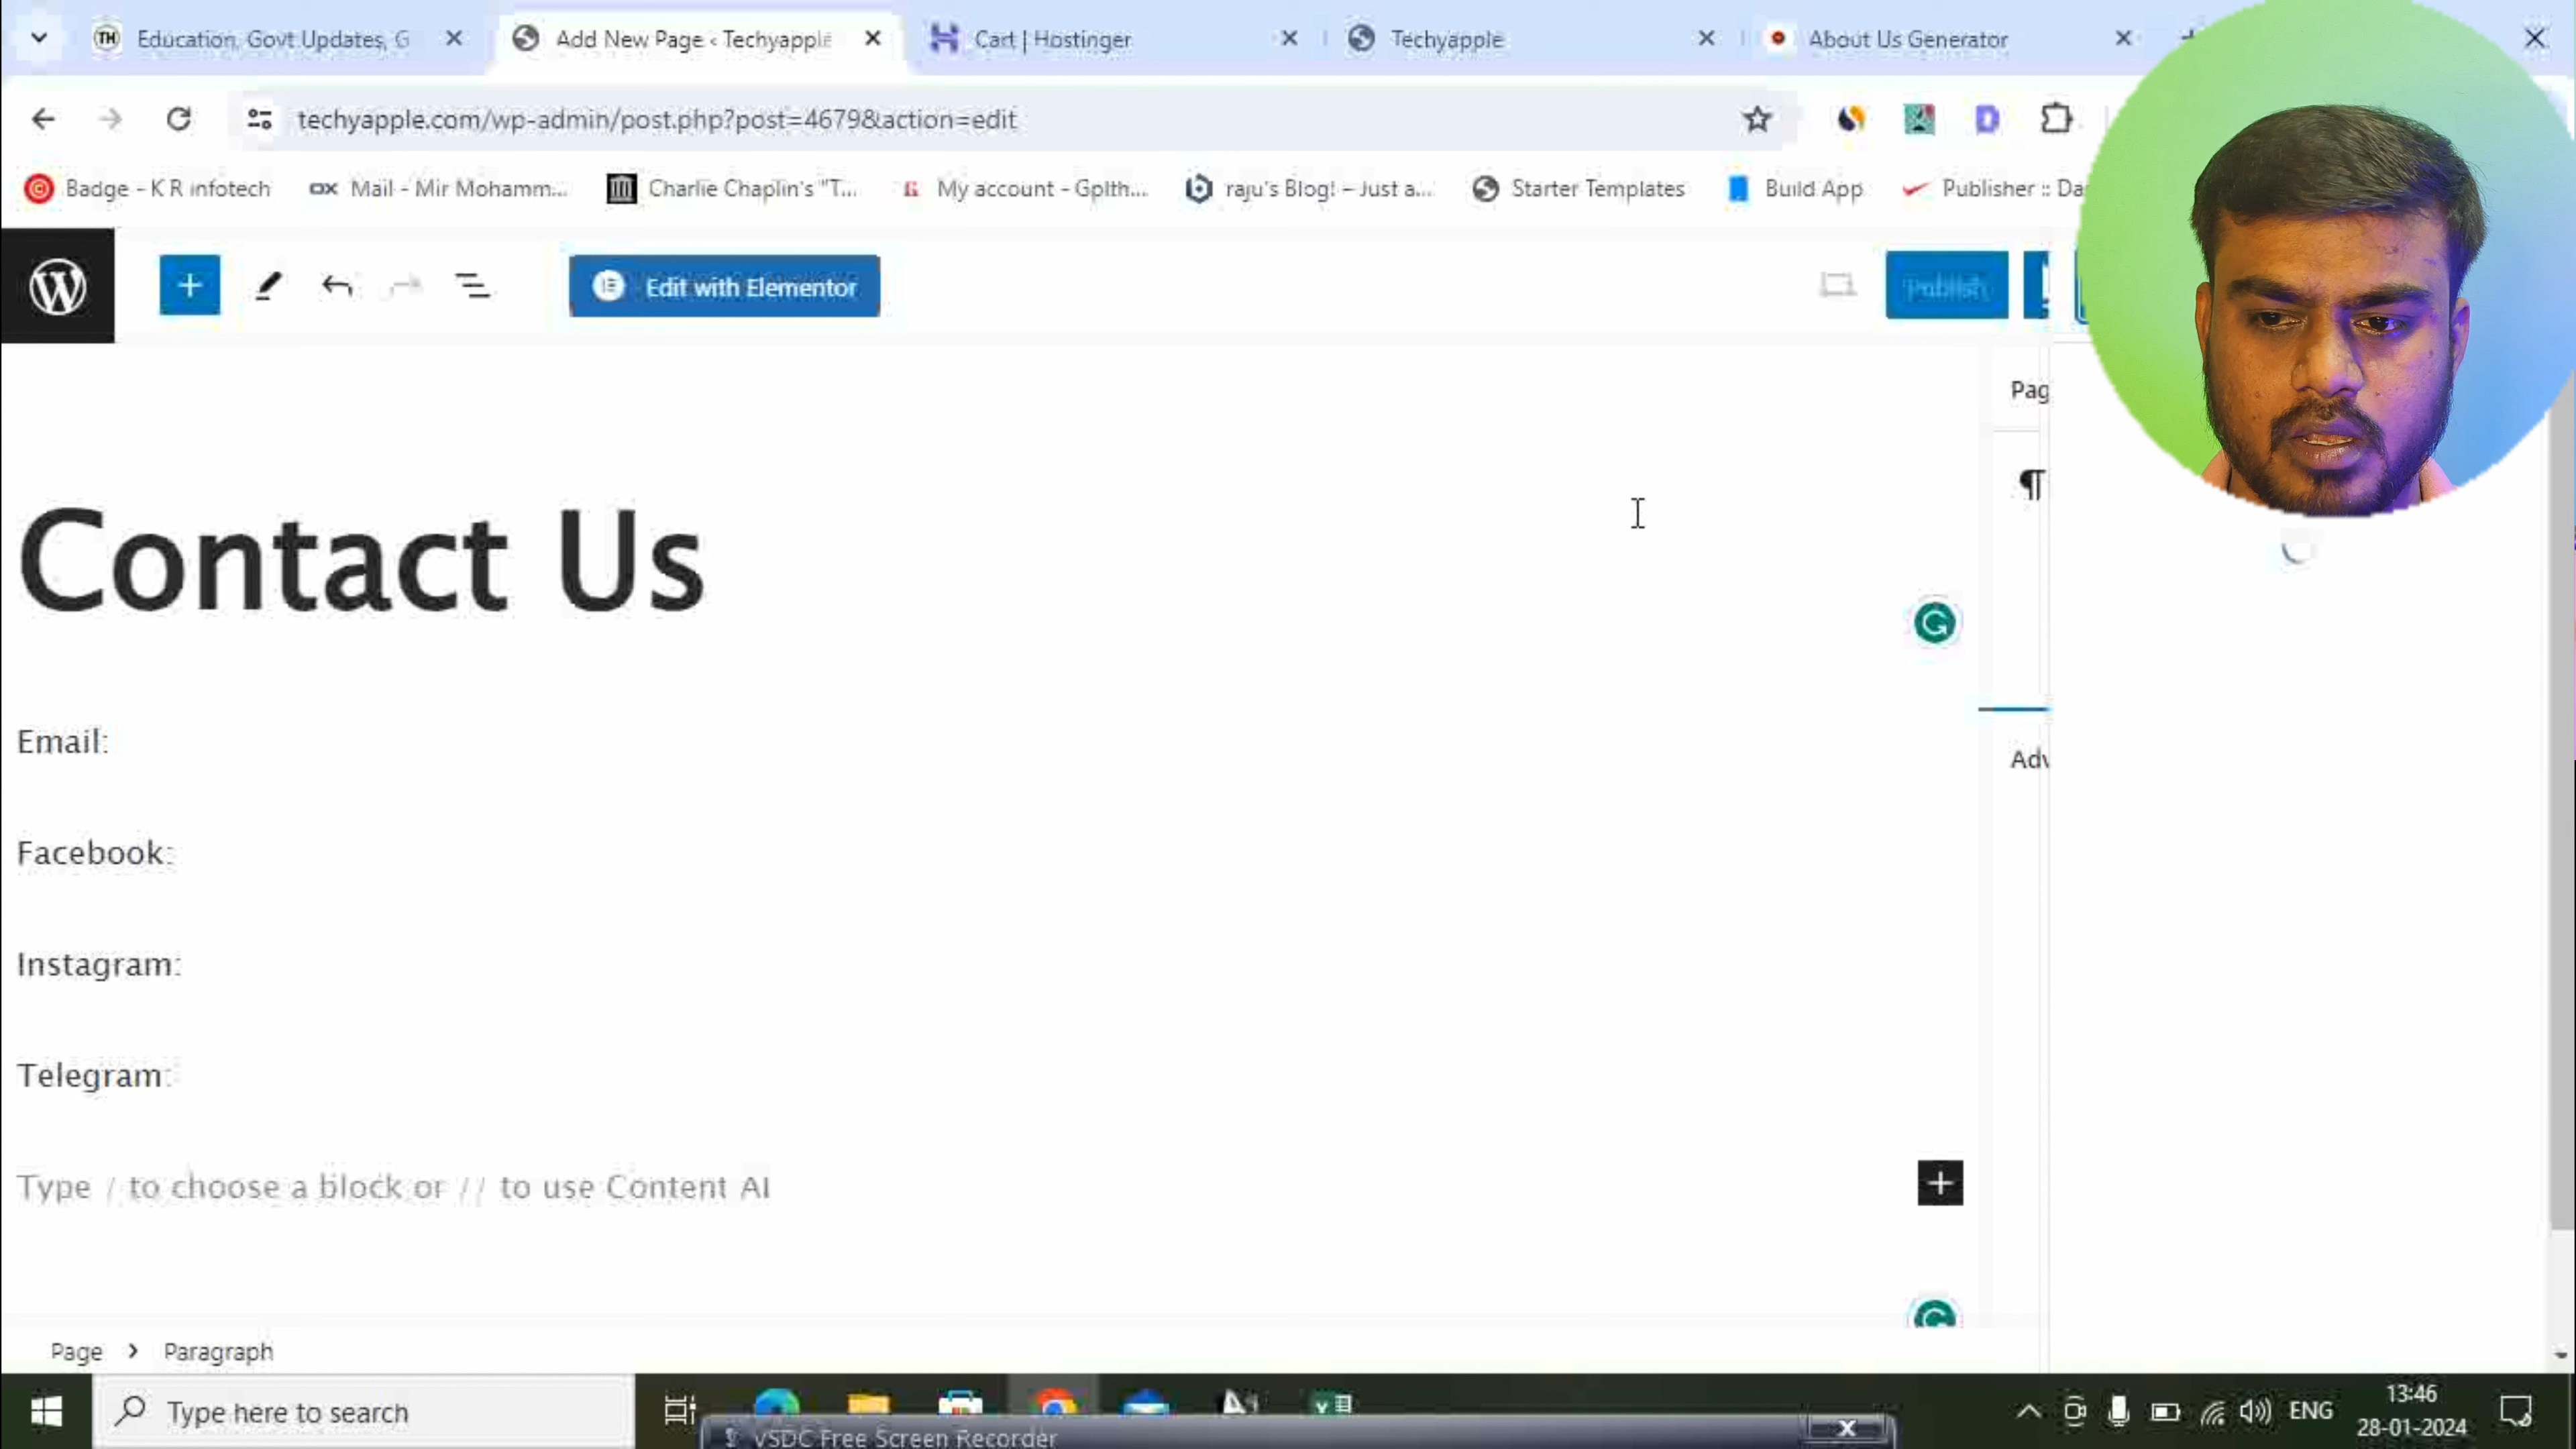 TH Education, Govt Updates, G
Add New Page ‹ Techyapple
Cart | Hostinger
Techyapple
About Us Generator
techyapple.com/wp-admin/post.php?post=4679&action=edit
Badge - K R infotech
OX Mail - Mir Mohamm...
Charlie Chaplin's "T...
My account - Gplth...
raju's Blog! – Just a...
Starter Templates
Build App
Publisher :: Da
Edit with Elementor
Publish
Pag
Contact Us
Email:
Facebook:
Adv
Instagram:
Telegram:
Type / to choose a block or // to use Content AI
Page › Paragraph
Type here to search
ENG
13:46
28-01-2024
VSDC Free Screen Recorder